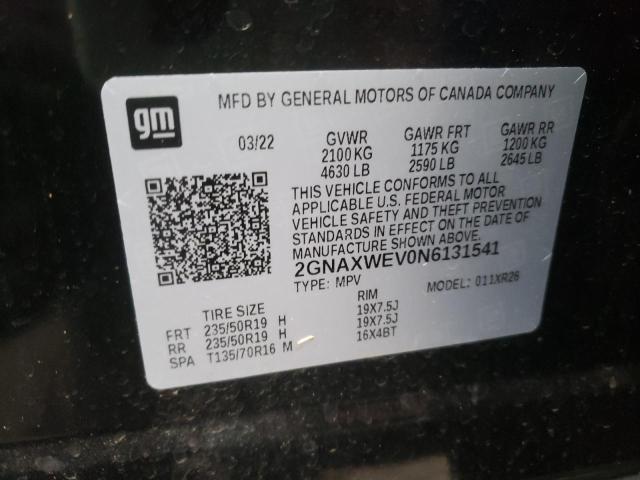 gm
MFD BY GENERAL MOTORS OF CANADA COMPANY
03/22 GVWR GAWR FRT GAWR RR
2100 KG 1175 KG 1200 KG
4630 LB 2590 LB 2645 LB
THIS VEHICLE CONFORMS TO ALL
APPLICABLE U.S. FEDERAL MOTOR
VEHICLE SAFETY AND THEFT PREVENTION
STANDARDS IN EFFECT ON THE DATE OF
MANUFACTURE SHOWN ABOVE.
2GNAXWEV0N6131541
TYPE: MPV MODEL: 011XR26
TIRE SIZE RIM
FRT 235/50R19 H 19X7.5J
RR 235/50R19 H 19X7.5J
SPA T135/70R16 M 16X4BT